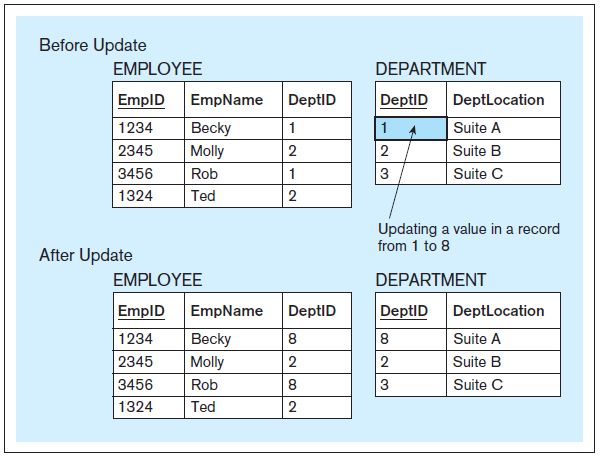 Before Update
EMPLOYEE
EmpID EmpName DeptID
1234 Becky 1
2345 Molly 2
3456 Rob 1
1324 Ted 2
DEPARTMENT
DeptID DeptLocation
1 Suite A
2 Suite B
3 Suite C
Updating a value in a record
from 1 to 8
After Update
EMPLOYEE
EmpID EmpName DeptID
1234 Becky 8
2345 Molly 2
3456 Rob 8
1324 Ted 2
DEPARTMENT
DeptID DeptLocation
8 Suite A
2 Suite B
3 Suite C